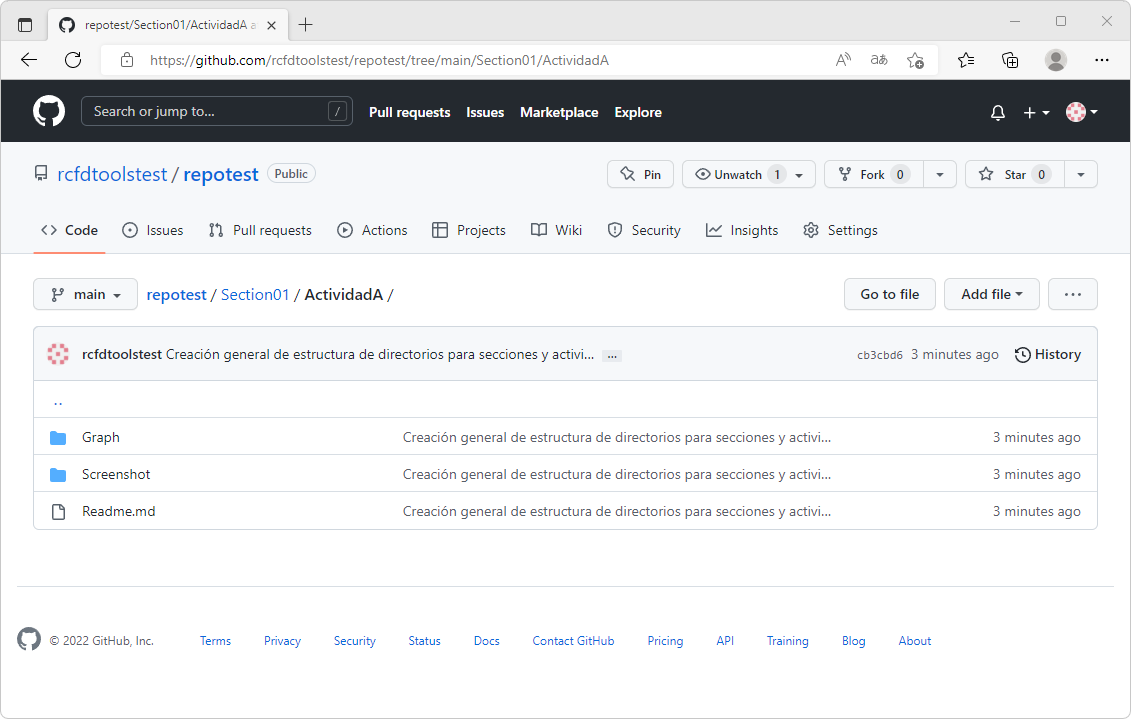 repotest/Section01/ActividadA a
https://github.com/rcfdtoolstest/repotest/tree/main/Section01/ActividadA
Search or jump to... / Pull requests Issues Marketplace Explore
rcfdtoolstest / repotest Public Pin Unwatch 1 Fork 0 Star 0
Code Issues Pull requests Actions Projects Wiki Security Insights Settings
main repotest / Section01 / ActividadA / Go to file Add file ...
rcfdtoolstest Creación general de estructura de directorios para secciones y activi... ... cb3cbd6 3 minutes ago History
..
Graph Creación general de estructura de directorios para secciones y activi... 3 minutes ago
Screenshot Creación general de estructura de directorios para secciones y activi... 3 minutes ago
Readme.md Creación general de estructura de directorios para secciones y activi... 3 minutes ago
© 2022 GitHub, Inc. Terms Privacy Security Status Docs Contact GitHub Pricing API Training Blog About